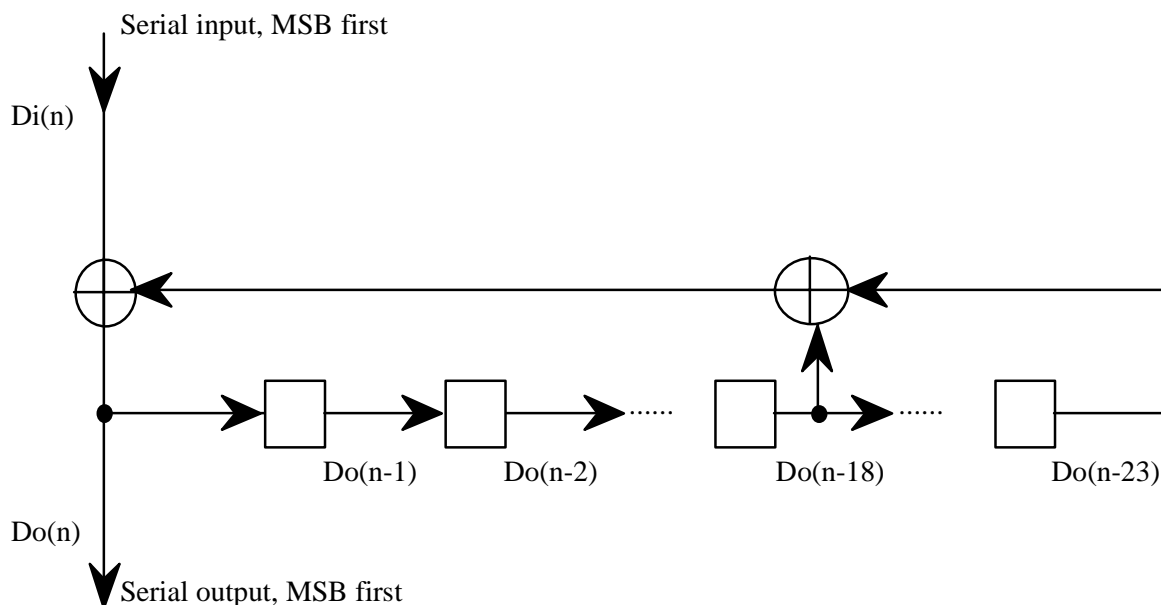 Serial input, MSB first
Di(n)
Do(n-1)
Do(n-2)
Do(n-18)
Do(n-23)
Do(n)
Serial output, MSB first